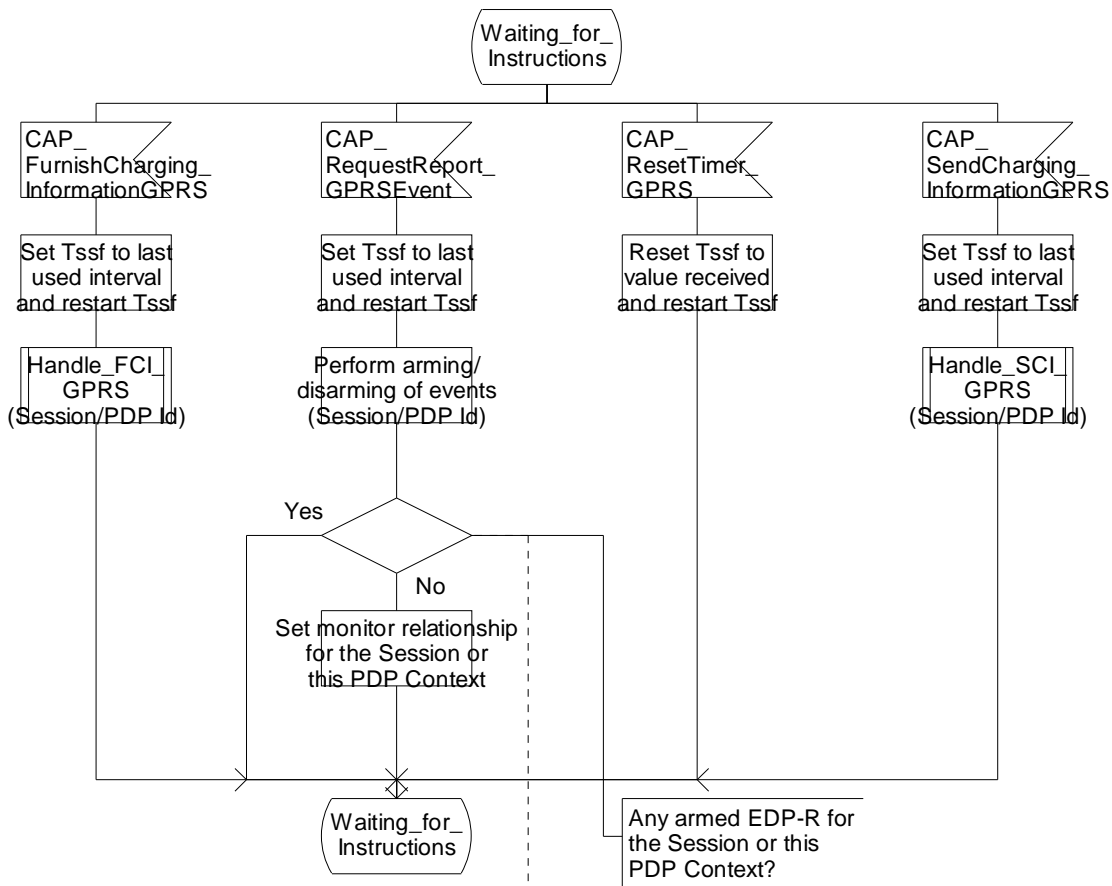 Waiting_for_
Instructions
CAP_
FurnishCharging_
InformationGPRS
CAP_
RequestReport_
GPRSEvent
CAP_
ResetTimer_
GPRS
CAP_
SendCharging_
InformationGPRS
Set Tssf to last
used interval
and restart Tssf
Set Tssf to last
used interval
and restart Tssf
Reset Tssf to
value received
and restart Tssf
Set Tssf to last
used interval
and restart Tssf
Handle_FCI_
GPRS
(Session/PDP Id)
Perform arming/
disarming of events
(Session/PDP Id)
Handle_SCI_
GPRS
(Session/PDP Id)
Yes
No
Set monitor relationship
for the Session or
this PDP Context
Waiting_for_
Instructions
Any armed EDP-R for
the Session or this
PDP Context?